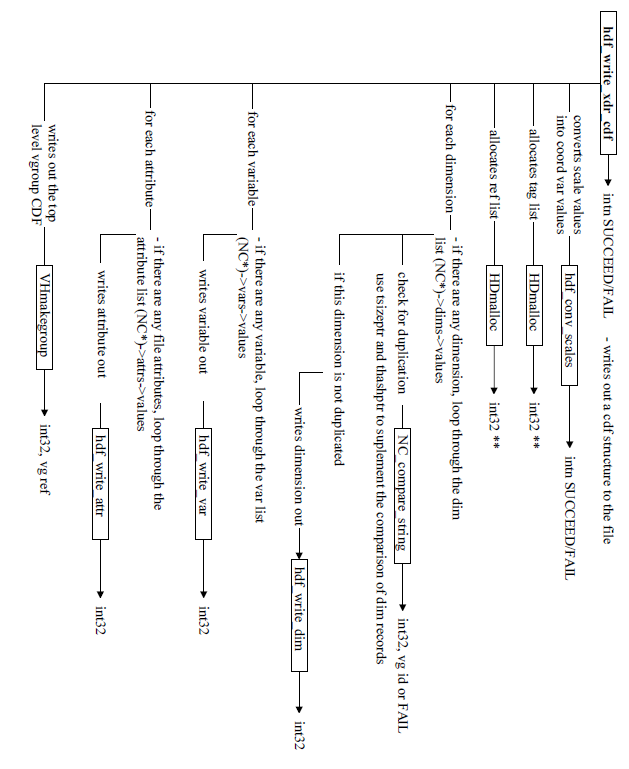 hdf_write_xdr_cdf
intn SUCCEED/FAIL
- writes out a cdf structure to the file
converts scale values
into coord var values
hdf_conv_scales
intn SUCCEED/FAIL
allocates tag list
HDmalloc
int32 **
allocates ref list
HDmalloc
int32 **
for each dimension
- if there are any dimension, loop through the dim
list (NC*)->dims->values
check for duplication
NC_compare_string
int32, vg id or FAIL
use tsizeptr and thashptr to suplement the comparison of dim records
if this dimension is not duplicated
writes dimension out
hdf_write_dim
int32
for each variable
- if there are any variable, loop through the var list
(NC*)->vars->values
writes variable out
hdf_write_var
int32
for each attribute
- if there are any file attributes, loop through the
attribute list (NC*)->attrs->values
writes attribute out
hdf_write_attr
int32
writes out the top
level vgroup CDF
VHmakegroup
int32, vg ref